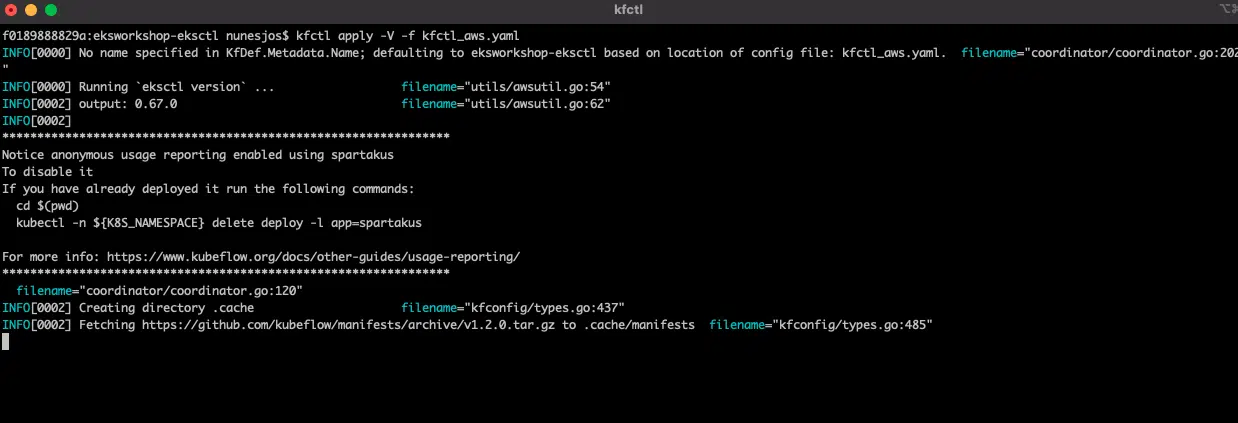 kfctl
f0189888829a:eksworkshop-eksctl nunesjos$ kfctl apply -V -f kfctl_aws.yaml
INFO[0000] No name specified in KfDef.Metadata.Name; defaulting to eksworkshop-eksctl based on location of config file: kfctl_aws.yaml.  filename="coordinator/coordinator.go:202
"
INFO[0000] Running `eksctl version` ...                  filename="utils/awsutil.go:54"
INFO[0002] output: 0.67.0                                filename="utils/awsutil.go:62"
INFO[0002]
****************************************************************
Notice anonymous usage reporting enabled using spartakus
To disable it
If you have already deployed it run the following commands:
  cd $(pwd)
  kubectl -n ${K8S_NAMESPACE} delete deploy -l app=spartakus
For more info: https://www.kubeflow.org/docs/other-guides/usage-reporting/
****************************************************************
  filename="coordinator/coordinator.go:120"
INFO[0002] Creating directory .cache                     filename="kfconfig/types.go:437"
INFO[0002] Fetching https://github.com/kubeflow/manifests/archive/v1.2.0.tar.gz to .cache/manifests  filename="kfconfig/types.go:485"